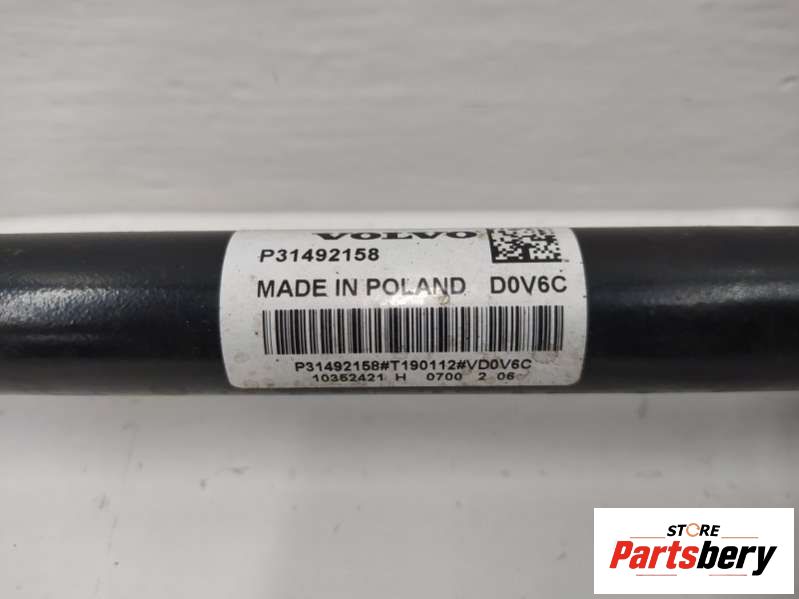 VOLVO
P31492158
MADE IN POLAND D0V6C
P31492158#T190112#VD0V6C
10352421 H 0700 2 06
STORE
Partsbery